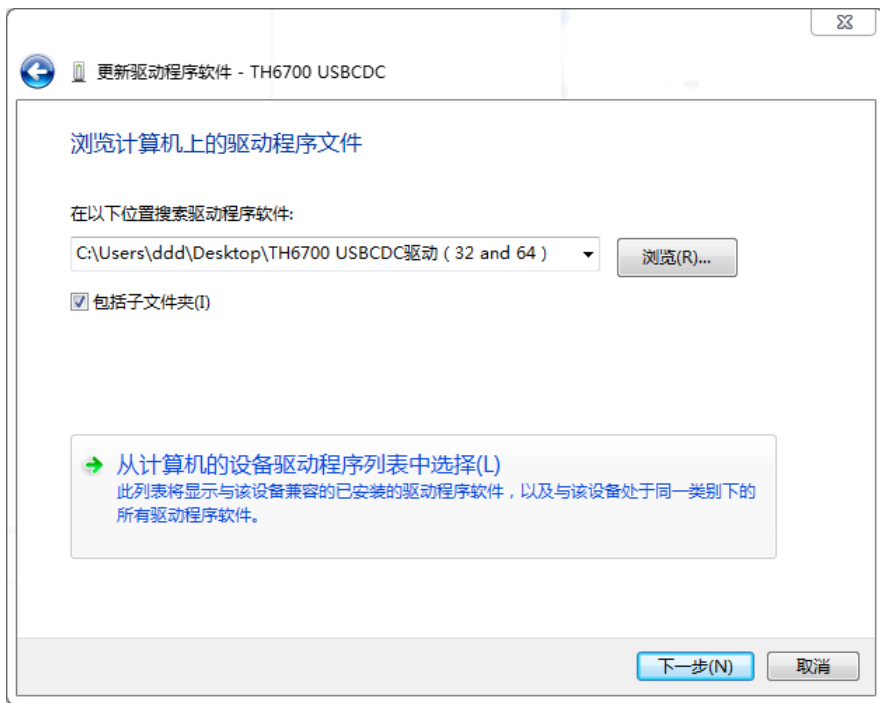 更新驱动程序软件 - TH6700 USBCDC
浏览计算机上的驱动程序文件
在以下位置搜索驱动程序软件:
C:\Users\ddd\Desktop\TH6700 USBCDC驱动（32 and 64）
浏览(R)...
包括子文件夹(I)
从计算机的设备驱动程序列表中选择(L)
此列表将显示与该设备兼容的已安装的驱动程序软件，以及与该设备处于同一类别下的
所有驱动程序软件。
下一步(N)
取消